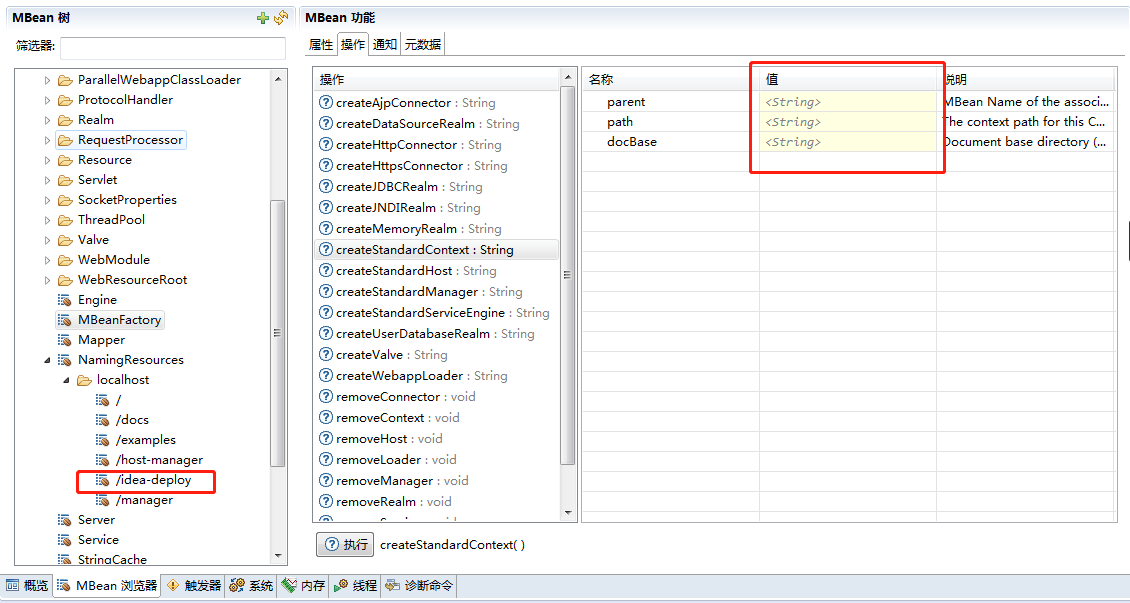 MBean 树
筛选器:
ParallelWebappClassLoader
ProtocolHandler
Realm
RequestProcessor
Resource
Servlet
SocketProperties
ThreadPool
Valve
WebModule
WebResourceRoot
Engine
MBeanFactory
Mapper
NamingResources
localhost
/
/docs
/examples
/host-manager
/idea-deploy
/manager
Server
Service
StringCache
MBean 功能
属性 操作 通知 元数据
操作
createAjpConnector : String
createDataSourceRealm : String
createHttpConnector : String
createHttpsConnector : String
createJDBCRealm : String
createJNDIRealm : String
createMemoryRealm : String
createStandardContext : String
createStandardHost : String
createStandardManager : String
createStandardServiceEngine : String
createUserDatabaseRealm : String
createValve : String
createWebappLoader : String
removeConnector : void
removeContext : void
removeHost : void
removeLoader : void
removeManager : void
removeRealm : void
名称 值 说明
parent <String> MBean Name of the associ...
path <String> The context path for this C...
docBase <String> Document base directory (...
执行 createStandardContext( )
概览 MBean 浏览器 触发器 系统 内存 线程 诊断命令